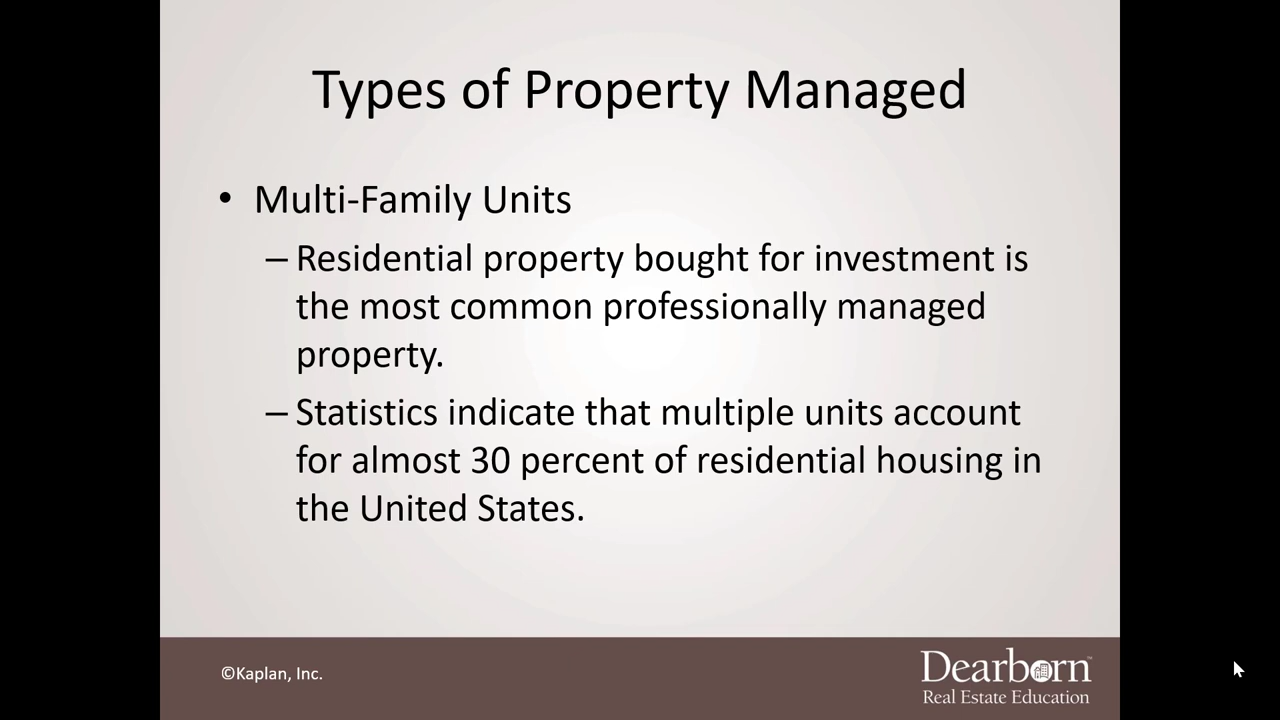 Types of Property Managed
• Multi-Family Units
– Residential property bought for investment is
the most common professionally managed
property.
– Statistics indicate that multiple units account
for almost 30 percent of residential housing in
the United States.
©Kaplan, Inc.
Dearborn™
Real Estate Education